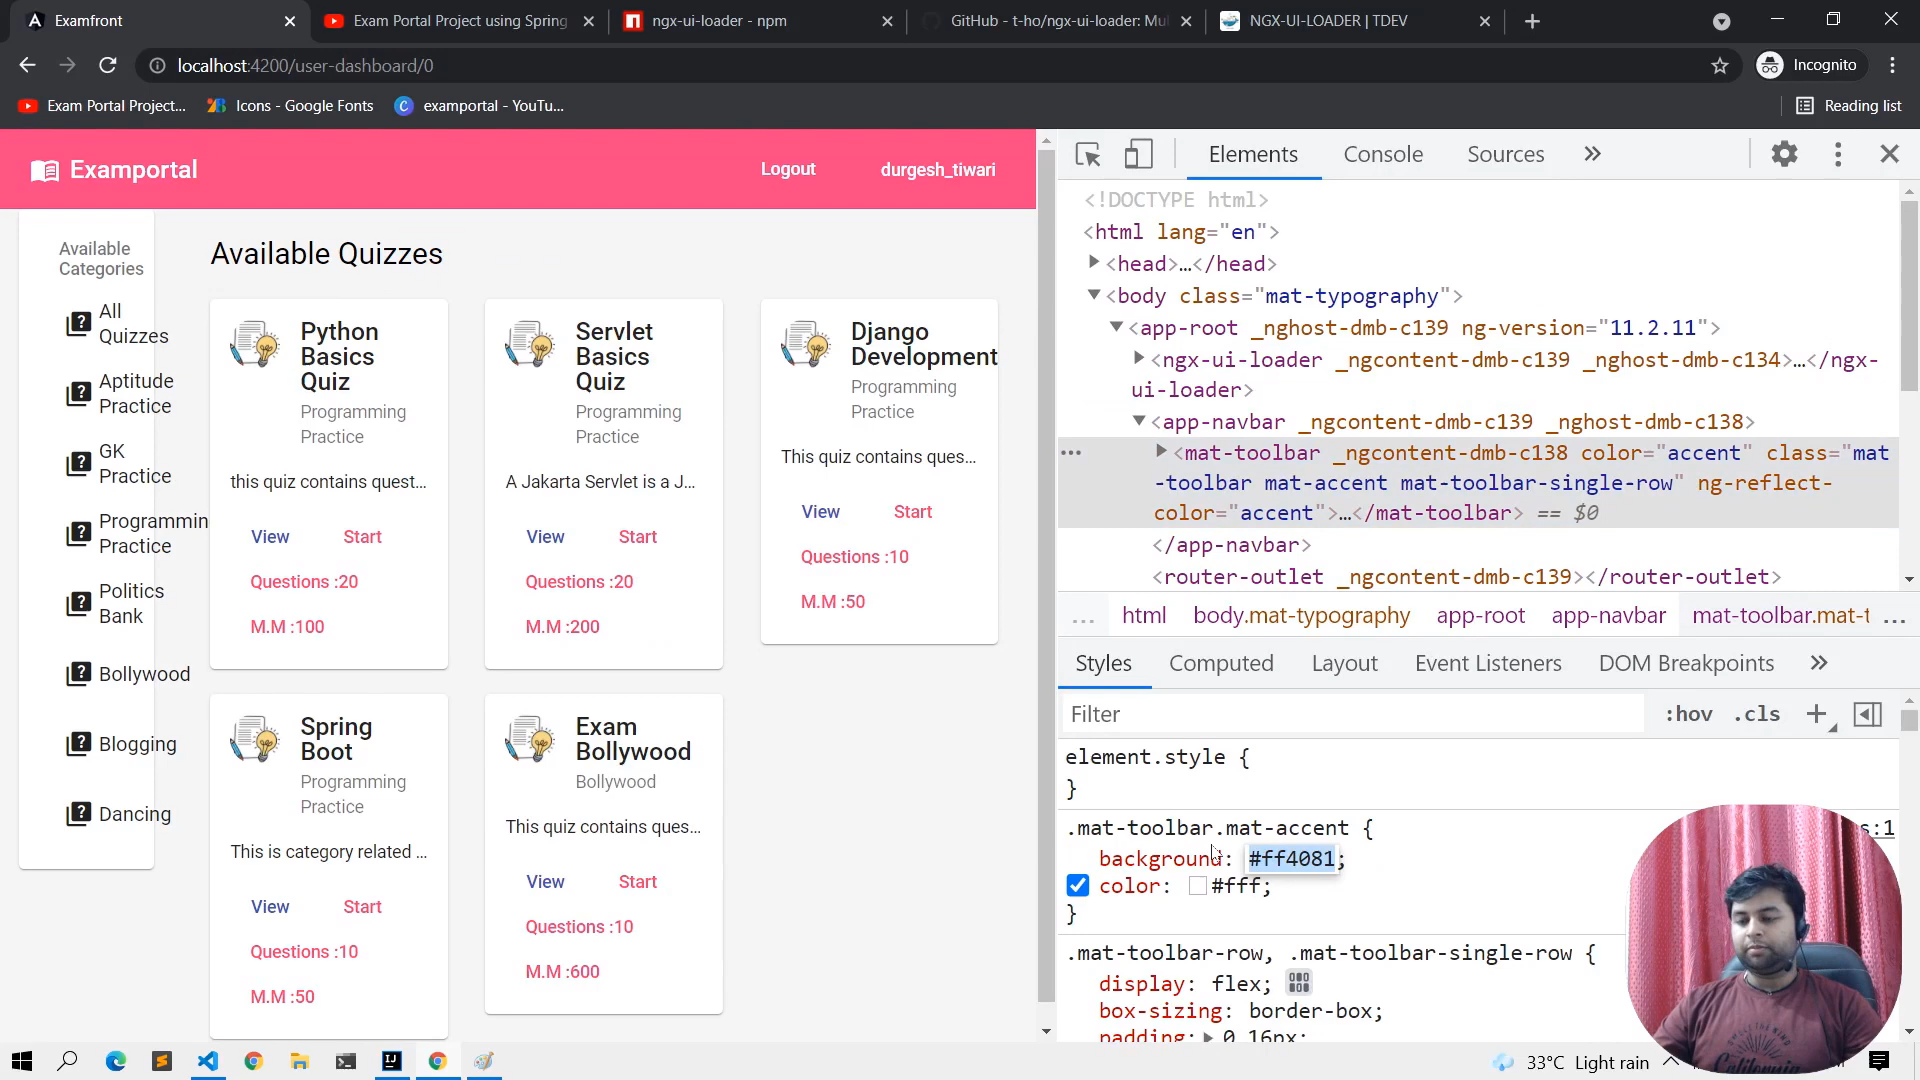 Examfront
Exam Portal Project using Spring
ngx-ui-loader - npm
GitHub - t-ho/ngx-ui-loader: Mul
NGX-UI-LOADER | TDEV
localhost:4200/user-dashboard/0
Incognito
Exam Portal Project...
Icons - Google Fonts
examportal - YouTu...
Reading list
Examportal
Logout
durgesh_tiwari
Available
Categories
All
Quizzes
Aptitude
Practice
GK
Practice
Programmin
Practice
Politics
Bank
Bollywood
Blogging
Dancing
Available Quizzes
Python
Basics
Quiz
Programming
Practice
this quiz contains quest...
View Start
Questions :20
M.M :100
Servlet
Basics
Quiz
Programming
Practice
A Jakarta Servlet is a J...
View Start
Questions :20
M.M :200
Django
Development
Programming
Practice
This quiz contains ques...
View Start
Questions :10
M.M :50
Spring
Boot
Programming
Practice
This is category related ...
View Start
Questions :10
M.M :50
Exam
Bollywood
Bollywood
This quiz contains ques...
View Start
Questions :10
M.M :600
Elements Console Sources
<!DOCTYPE html>
<html lang="en">
<head>…</head>
<body class="mat-typography">
<app-root _nghost-dmb-c139 ng-version="11.2.11">
<ngx-ui-loader _ngcontent-dmb-c139 _nghost-dmb-c134>…</ngx-
ui-loader>
<app-navbar _ngcontent-dmb-c139 _nghost-dmb-c138>
<mat-toolbar _ngcontent-dmb-c138 color="accent" class="mat
-toolbar mat-accent mat-toolbar-single-row" ng-reflect-
color="accent">…</mat-toolbar> == $0
</app-navbar>
<router-outlet _ngcontent-dmb-c139></router-outlet>
... html body.mat-typography app-root app-navbar mat-toolbar.mat-t ...
Styles Computed Layout Event Listeners DOM Breakpoints
Filter
:hov .cls
element.style {
}
.mat-toolbar.mat-accent {
s:1
background: #ff4081;
color: #fff;
}
.mat-toolbar-row, .mat-toolbar-single-row {
display: flex;
box-sizing: border-box;
padding: 0 16px;
33°C Light rain